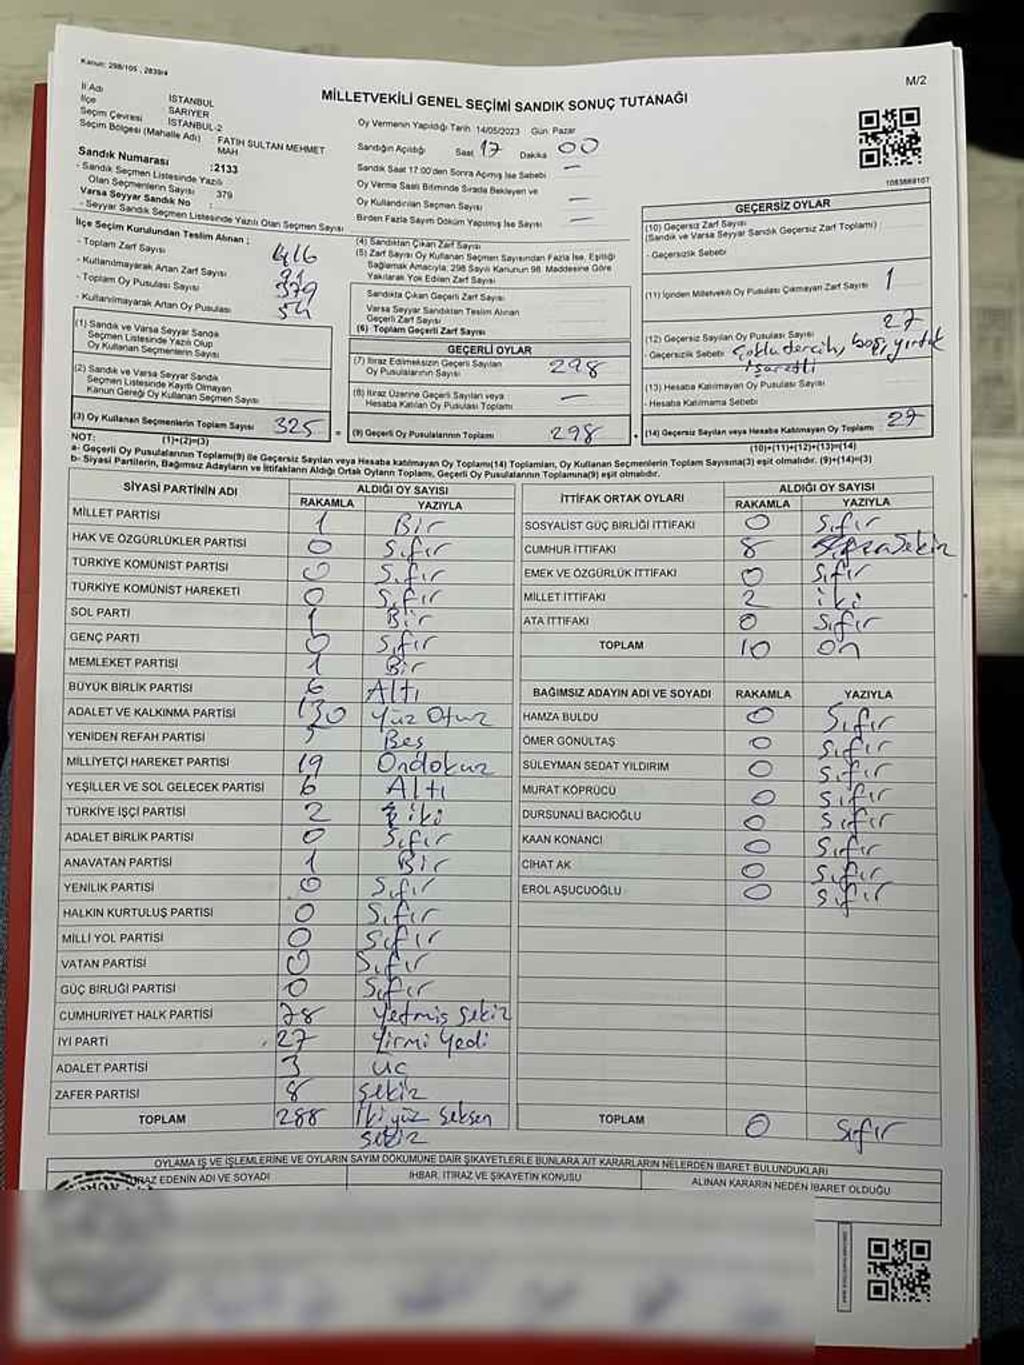 Kanun: 298/105 , 2839/4
M/2
MİLLETVEKİLİ GENEL SEÇİMİ SANDIK SONUÇ TUTANAĞI
İl Adı İSTANBUL
İlçe SARIYER
Seçim Çevresi İSTANBUL-2
Seçim Bölgesi (Mahalle Adı) FATİH SULTAN MEHMET MAH
Sandık Numarası :2133
- Sandık Seçmen Listesinde Yazılı
Olan Seçmenlerin Sayısı 379
Varsa Seyyar Sandık No :
- Seyyar Sandık Seçmen Listesinde Yazılı Olan Seçmen Sayısı
İlçe Seçim Kurulundan Teslim Alınan ;
- Toplam Zarf Sayısı 416
- Kullanılmayarak Artan Zarf Sayısı 91
- Toplam Oy Pusulası Sayısı 379
- Kullanılmayarak Artan Oy Pusulası 54
(1) Sandık ve Varsa Seyyar Sandık
Seçmen Listesinde Yazılı Olup
Oy Kullanan Seçmenlerin Sayısı
(2) Sandık ve Varsa Seyyar Sandık
Seçmen Listesinde Kayıtlı Olmayan
Kanun Gereği Oy Kullanan Seçmen Sayısı
(3) Oy Kullanan Seçmenlerin Toplam Sayısı 325 =
Oy Vermenin Yapıldığı Tarih 14/05/2023 Gün Pazar
Sandığın Açıldığı Saat 17 Dakika 00
Sandık Saat 17:00'den Sonra Açılmış İse Sebebi —
Oy Verme Saati Bitiminde Sırada Bekleyen ve
Oy Kullandırılan Seçmen Sayısı —
Birden Fazla Sayım Döküm Yapılmış İse Sayısı —
(4) Sandıktan Çıkan Zarf Sayısı
(5) Zarf Sayısı Oy Kullanan Seçmen Sayısından Fazla İse, Eşitliği
Sağlamak Amacıyla, 298 Sayılı Kanunun 98. Maddesine Göre
Yakılarak Yok Edilen Zarf Sayısı
Sandıkta Çıkan Geçerli Zarf Sayısı
Varsa Seyyar Sandıktan Teslim Alınan
Geçerli Zarf Sayısı
(6) Toplam Geçerli Zarf Sayısı
GEÇERLİ OYLAR
(7) İtiraz Edilmeksizin Geçerli Sayılan
Oy Pusulalarının Sayısı 298
(8) İtiraz Üzerine Geçerli Sayılan veya
Hesaba Katılan Oy Pusulası Toplamı —
(9) Geçerli Oy Pusulalarının Toplamı 298 +
1083669107
GEÇERSİZ OYLAR
(10) Geçersiz Zarf Sayısı
(Sandık ve Varsa Seyyar Sandık Geçersiz Zarf Toplamı)
- Geçersizlik Sebebi
(11) İçinden Milletvekili Oy Pusulası Çıkmayan Zarf Sayısı 1
(12) Geçersiz Sayılan Oy Pusulası Sayısı 27
- Geçersizlik Sebebi Çoklu tercih, boş, yırtık
işaretli
(13) Hesaba Katılmayan Oy Pusulası Sayısı
- Hesaba Katılmama Sebebi
(14) Geçersiz Sayılan veya Hesaba Katılmayan Oy Toplamı 27
NOT: (1)+(2)=(3) (10)+(11)+(12)+(13)=(14)
a- Geçerli Oy Pusulalarının Toplamı(9) ile Geçersiz Sayılan veya Hesaba katılmayan Oy Toplamı(14) Toplamları, Oy Kullanan Seçmenlerin Toplam Sayısına(3) eşit olmalıdır. (9)+(14)=(3)
b- Siyasi Partilerin, Bağımsız Adayların ve İttifakların Aldığı Ortak Oyların Toplamı, Geçerli Oy Pusulalarının Toplamına(9) eşit olmalıdır.
SİYASİ PARTİNİN ADI ALDIĞI OY SAYISI
RAKAMLA YAZIYLA
MİLLET PARTİSİ 1 Bir
HAK VE ÖZGÜRLÜKLER PARTİSİ 0 Sıfır
TÜRKİYE KOMÜNİST PARTİSİ 0 Sıfır
TÜRKİYE KOMÜNİST HAREKETİ 0 Sıfır
SOL PARTİ 1 Bir
GENÇ PARTİ 0 Sıfır
MEMLEKET PARTİSİ 1 Bir
BÜYÜK BİRLİK PARTİSİ 6 Altı
ADALET VE KALKINMA PARTİSİ 130 Yüz Otuz
YENİDEN REFAH PARTİSİ 5 Beş
MİLLİYETÇİ HAREKET PARTİSİ 19 Ondokuz
YEŞİLLER VE SOL GELECEK PARTİSİ 6 Altı
TÜRKİYE İŞÇİ PARTİSİ 2 iki
ADALET BİRLİK PARTİSİ 0 Sıfır
ANAVATAN PARTİSİ 1 Bir
YENİLİK PARTİSİ 0 Sıfır
HALKIN KURTULUŞ PARTİSİ 0 Sıfır
MİLLİ YOL PARTİSİ 0 Sıfır
VATAN PARTİSİ 0 Sıfır
GÜÇ BİRLİĞİ PARTİSİ 0 Sıfır
CUMHURİYET HALK PARTİSİ 78 Yetmiş Sekiz
İYİ PARTİ 27 Yirmi Yedi
ADALET PARTİSİ 3 Uç
ZAFER PARTİSİ 8 Sekiz
TOPLAM 288 İki yüz Seksen
Sekiz
İTTİFAK ORTAK OYLARI ALDIĞI OY SAYISI
RAKAMLA YAZIYLA
SOSYALİST GÜÇ BİRLİĞİ İTTİFAKI 0 Sıfır
CUMHUR İTTİFAKI 8 Sekiz
EMEK VE ÖZGÜRLÜK İTTİFAKI 0 Sıfır
MİLLET İTTİFAKI 2 iki
ATA İTTİFAKI 0 Sıfır
TOPLAM 10 On
BAĞIMSIZ ADAYIN ADI VE SOYADI RAKAMLA YAZIYLA
HAMZA BULDU 0 Sıfır
ÖMER GÖNÜLTAŞ 0 Sıfır
SÜLEYMAN SEDAT YILDIRIM 0 Sıfır
MURAT KÖPRÜCÜ 0 Sıfır
DURSUNALİ BACIOĞLU 0 Sıfır
KAAN KONANCI 0 Sıfır
CİHAT AK 0 Sıfır
EROL AŞUCUOĞLU 0 Sıfır
TOPLAM 0 Sıfır
OYLAMA İŞ VE İŞLEMLERİNE VE OYLARIN SAYIM DÖKÜMÜNE DAİR ŞİKAYETLERLE BUNLARA AİT KARARLARIN NELERDEN İBARET BULUNDUKLARI
EDENİN ADI VE SOYADI İHBAR, İTİRAZ VE ŞİKAYETİN KONUSU ALINAN KARARIN NEDEN İBARET OLDUĞU